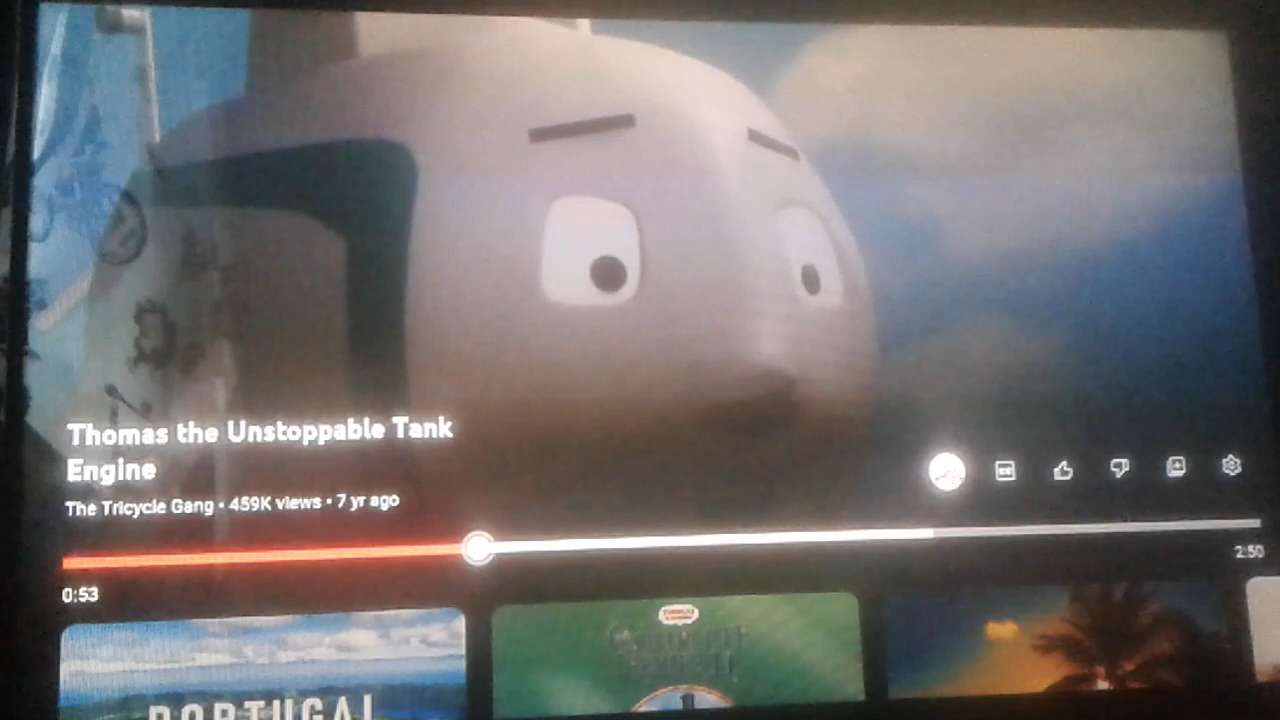 Thomas the Unstoppable Tank
Engine
The Tricycle Gang • 459K views • 7 yr ago
0:53
2:50
PORTUGAL